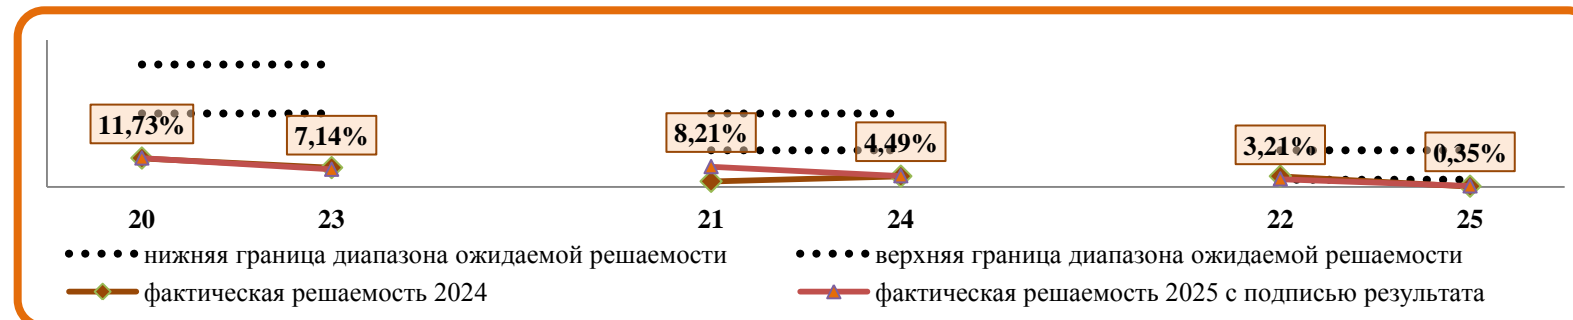 11,73%
7,14%
8,21%
4,49%
3,21%
0,35%
20 23 21 24 22 25
нижняя граница диапазона ожидаемой решаемости
верхняя граница диапазона ожидаемой решаемости
фактическая решаемость 2024
фактическая решаемость 2025 с подписью результата